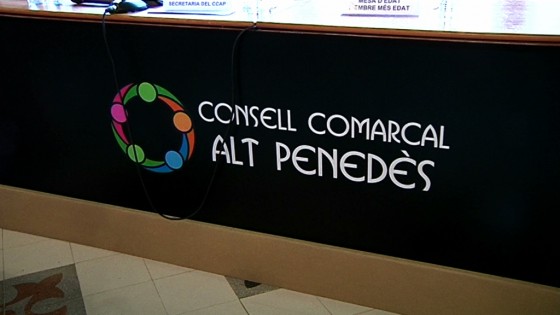 SECRETARIA DEL CCAP
MESA D'EDAT
MEMBRE MÉS EDAT
CONSELL COMARCAL
ALT PENEDÈS